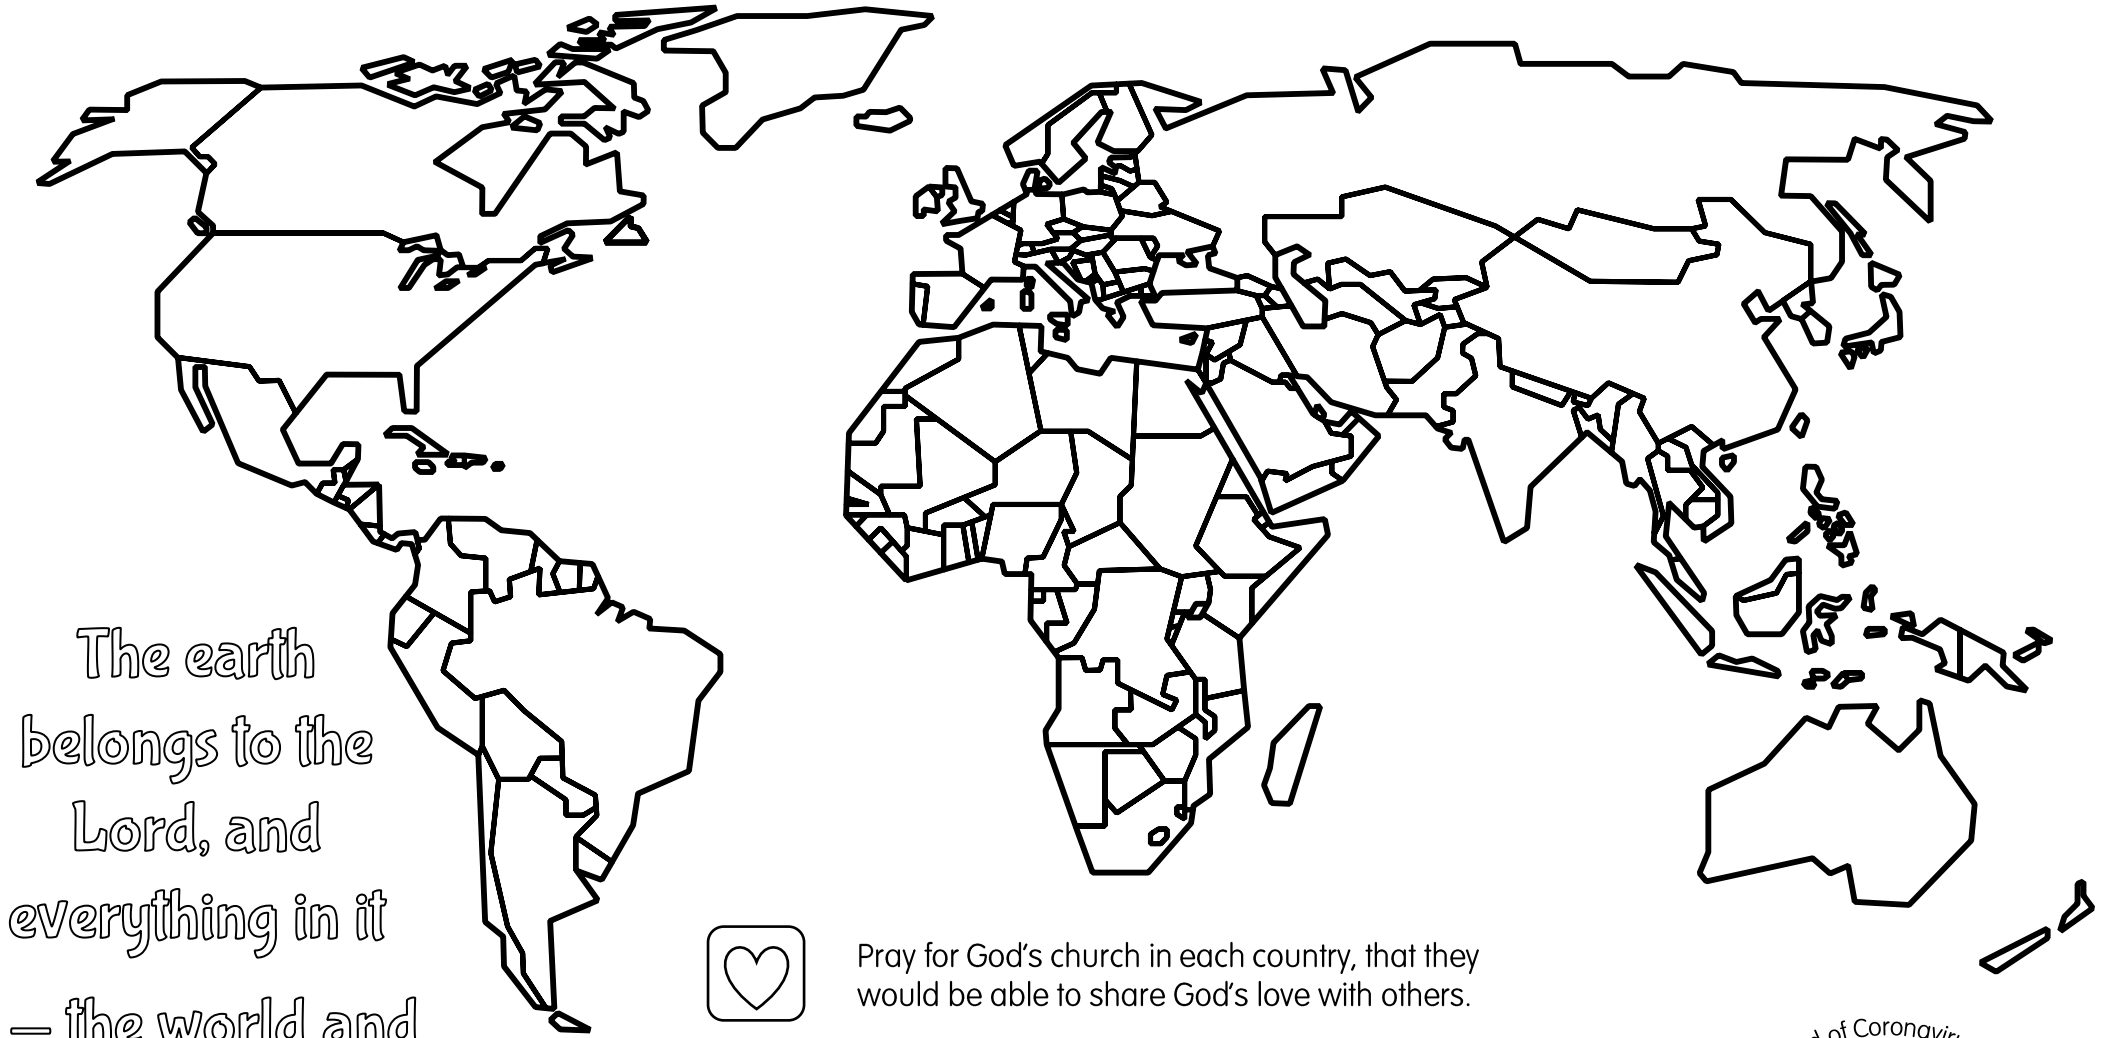 The earth
belongs to the
Lord, and
everything in it
– the world and
Pray for God's church in each country, that they
would be able to share God's love with others.
of